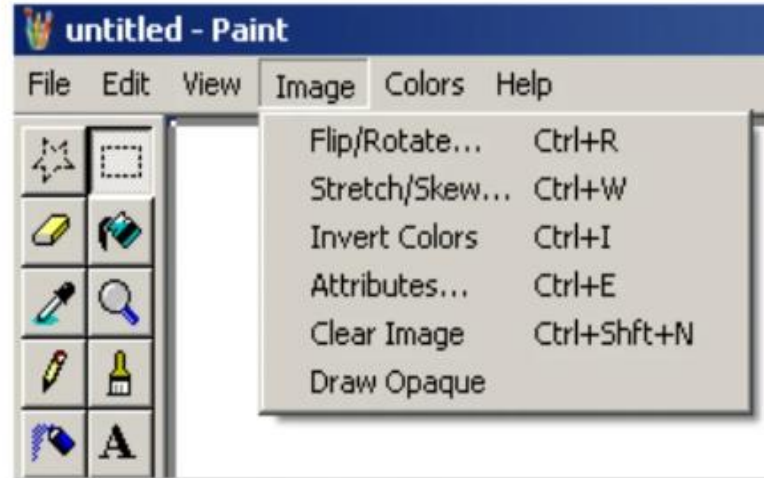 untitled - Paint
File Edit View Image Colors Help
Flip/Rotate... Ctrl+R
Stretch/Skew... Ctrl+W
Invert Colors Ctrl+I
Attributes... Ctrl+E
Clear Image Ctrl+Shft+N
Draw Opaque
A